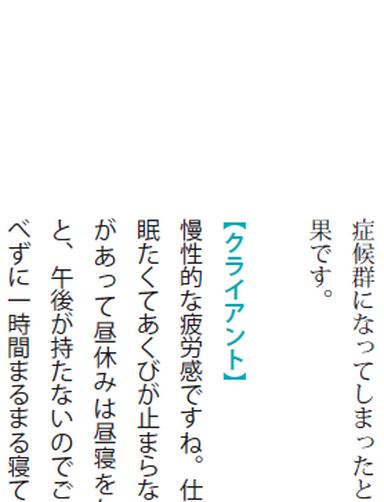 症候群になってしまったと
果です。
【クライアント】
慢性的な疲労感ですね。仕
眠たくてあくびが止まらな
があって昼休みは昼寝を
と、午後が持たないのでご
べずに一時間まるまる寝て